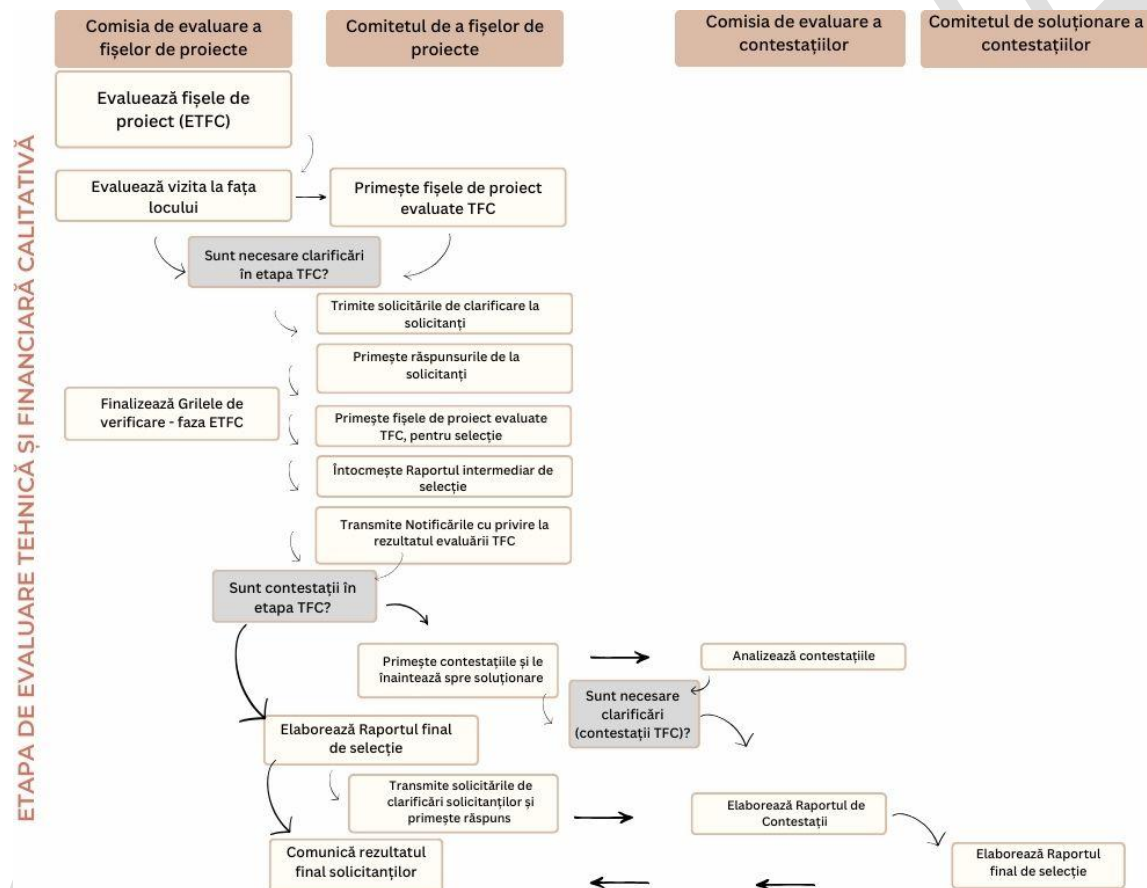 Comisia de evaluare a
fișelor de proiecte
Comitetul de a fișelor de
proiecte
Comisia de evaluare a
contestațiilor
Comitetul de soluționare a
contestațiilor
ETAPA DE EVALUARE TEHNICĂ ȘI FINANCIARĂ CALITATIVĂ
Evaluează fișele de
proiect (ETFC)
Evaluează vizita la fața
locului
Primește fișele de proiect
evaluate TFC
Sunt necesare clarificări
în etapa TFC?
Trimite solicitările de clarificare la
solicitanți
Primește răspunsurile de la
solicitanți
Finalizează Grilele de
verificare - faza ETFC
Primește fișele de proiect evaluate
TFC, pentru selecție
Întocmește Raportul intermediar de
selecție
Transmite Notificările cu privire la
rezultatul evaluării TFC
Sunt contestații în
etapa TFC?
Primește contestațiile și le
înaintează spre soluționare
Analizează contestațiile
Sunt necesare
clarificări
(contestații TFC)?
Elaborează Raportul final
de selecție
Transmite solicitările de
clarificări solicitanților și
primește răspuns
Elaborează Raportul de
Contestații
Comunică rezultatul
final solicitanților
Elaborează Raportul
final de selecție